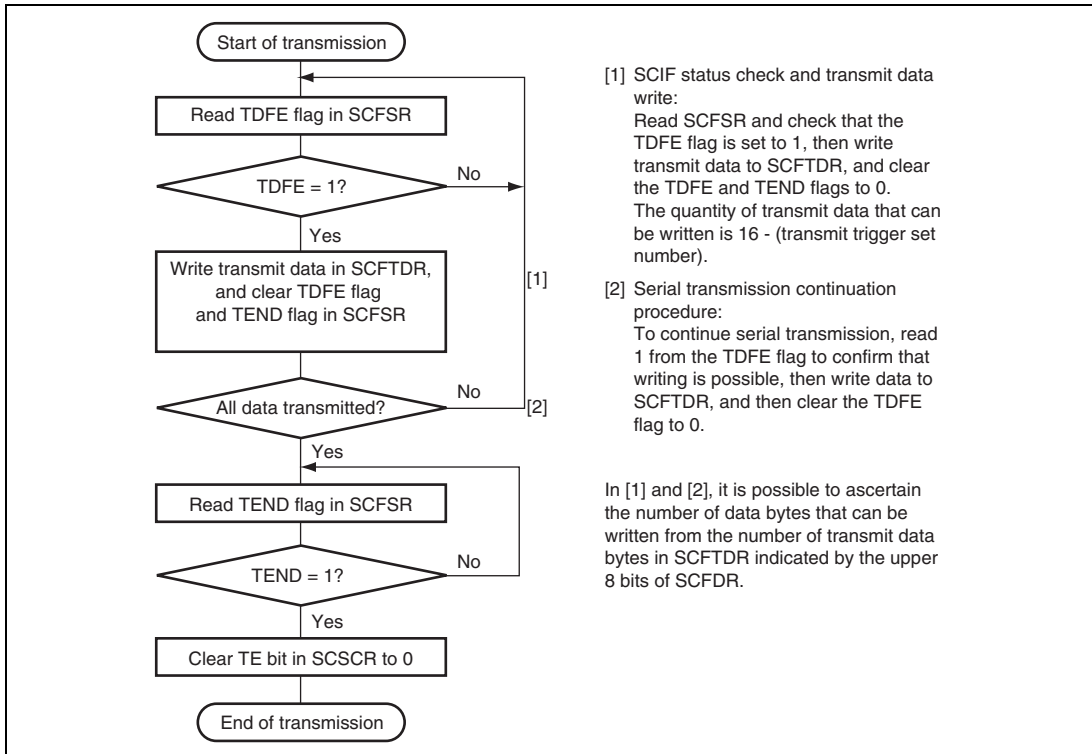 Start of transmission
Read TDFE flag in SCFSR
TDFE = 1?
No
Yes
Write transmit data in SCFTDR,
and clear TDFE flag
and TEND flag in SCFSR
[1]
All data transmitted?
No
[2]
Yes
Read TEND flag in SCFSR
TEND = 1?
No
Yes
Clear TE bit in SCSCR to 0
End of transmission
[1] SCIF status check and transmit data
write:
Read SCFSR and check that the
TDFE flag is set to 1, then write
transmit data to SCFTDR, and clear
the TDFE and TEND flags to 0.
The quantity of transmit data that can
be written is 16 - (transmit trigger set
number).
[2] Serial transmission continuation
procedure:
To continue serial transmission, read
1 from the TDFE flag to confirm that
writing is possible, then write data to
SCFTDR, and then clear the TDFE
flag to 0.
In [1] and [2], it is possible to ascertain
the number of data bytes that can be
written from the number of transmit data
bytes in SCFTDR indicated by the upper
8 bits of SCFDR.